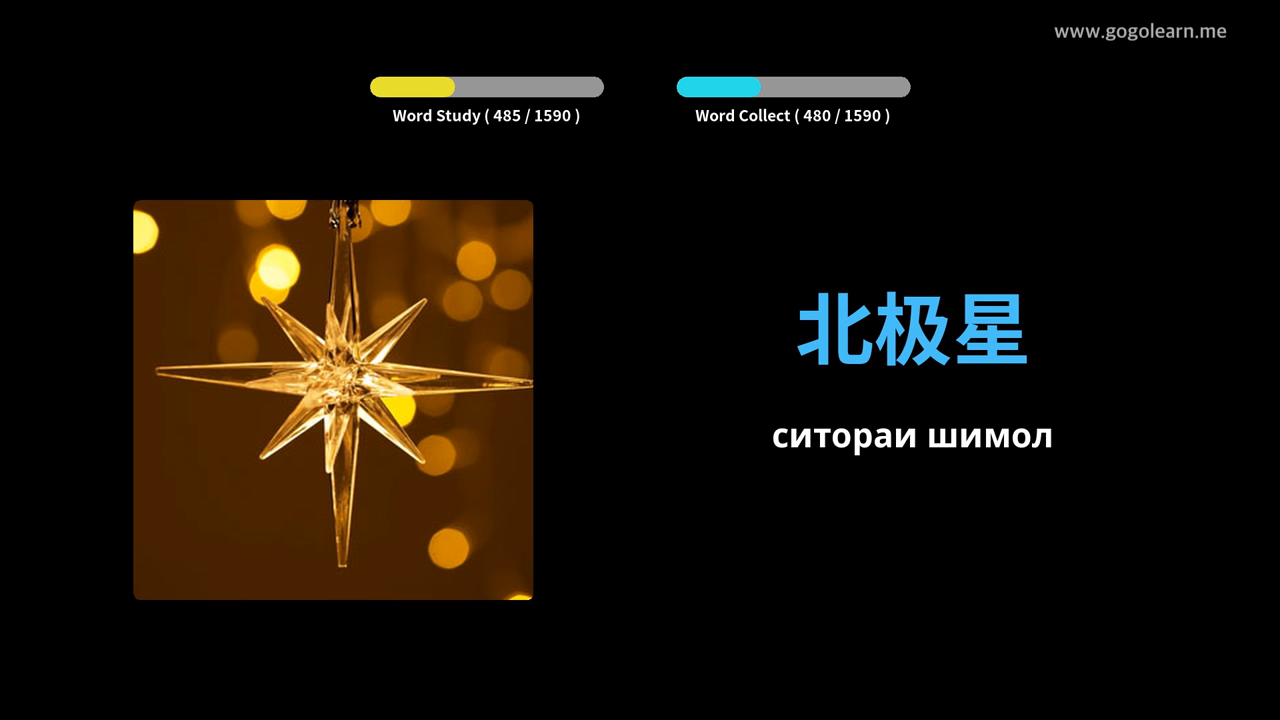 www.gogolearn.me
Word Study ( 485 / 1590 )
Word Collect ( 480 / 1590 )
北极星
ситораи шимол